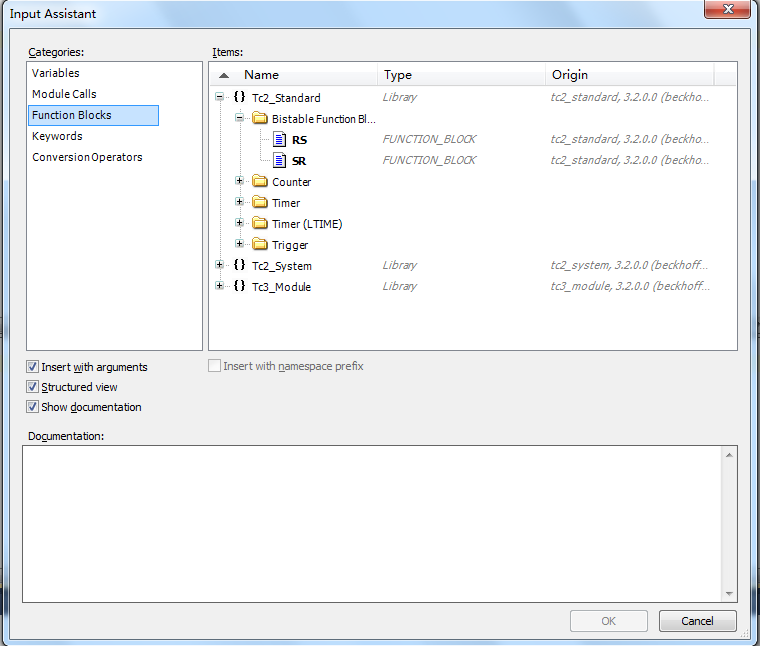 Input Assistant
Categories:
Items:
Variables
Module Calls
Function Blocks
Keywords
Conversion Operators
Name Type Origin
{} Tc2_Standard Library tc2_standard, 3.2.0.0 (beckho...
Bistable Function Bl...
RS FUNCTION_BLOCK tc2_standard, 3.2.0.0 (beckho...
SR FUNCTION_BLOCK tc2_standard, 3.2.0.0 (beckho...
Counter
Timer
Timer (LTIME)
Trigger
{} Tc2_System Library tc2_system, 3.2.0.0 (beckhoff...
{} Tc3_Module Library tc3_module, 3.2.0.0 (beckhoff...
Insert with arguments
Insert with namespace prefix
Structured view
Show documentation
Documentation:
OK Cancel